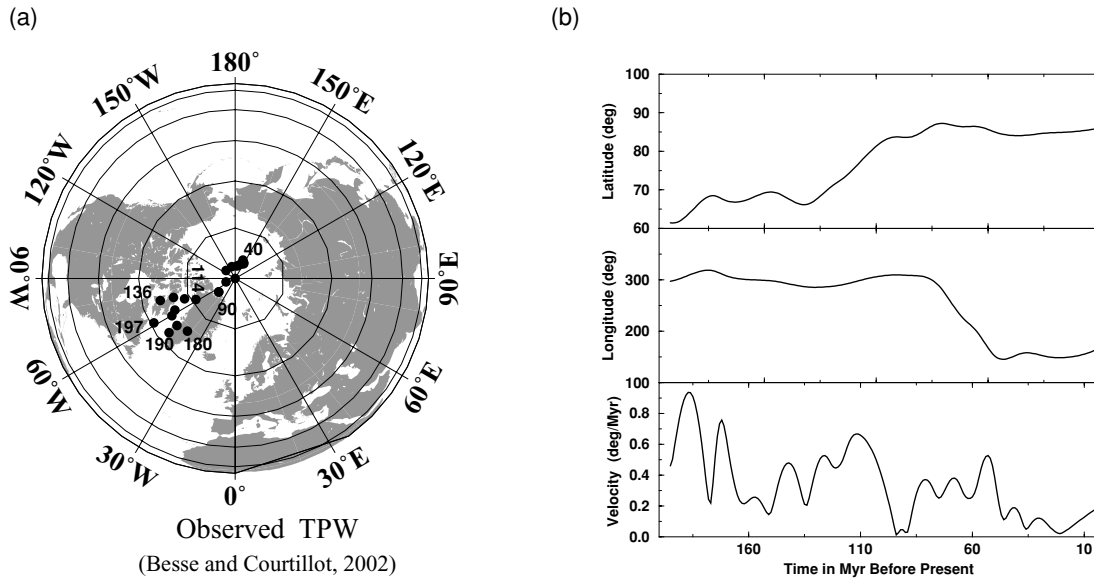 (a)
180°
150°W
150°E
120°W
120°E
90°W
90°E
60°W
60°E
30°W
30°E
0°
40
114
136
90
197
190
180
Observed TPW
(Besse and Courtillot, 2002)
(b)
100
90
80
70
60
Latitude (deg)
300
200
100
Longitude (deg)
0.8
0.6
0.4
0.2
0.0
Velocity (deg/Myr)
160
110
60
10
Time in Myr Before Present